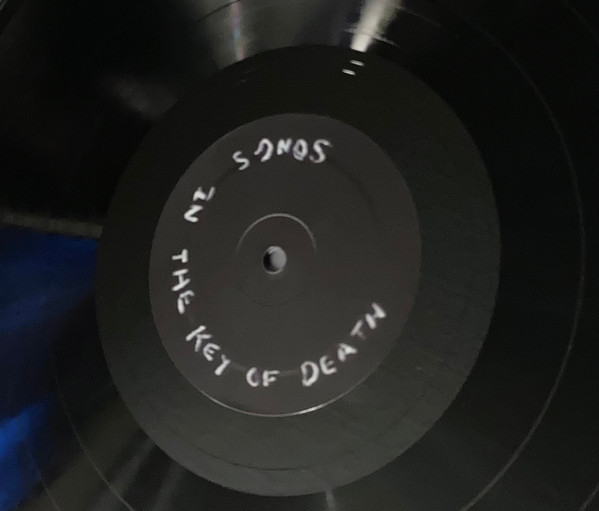 SONGS IN THE KEY OF DEATH